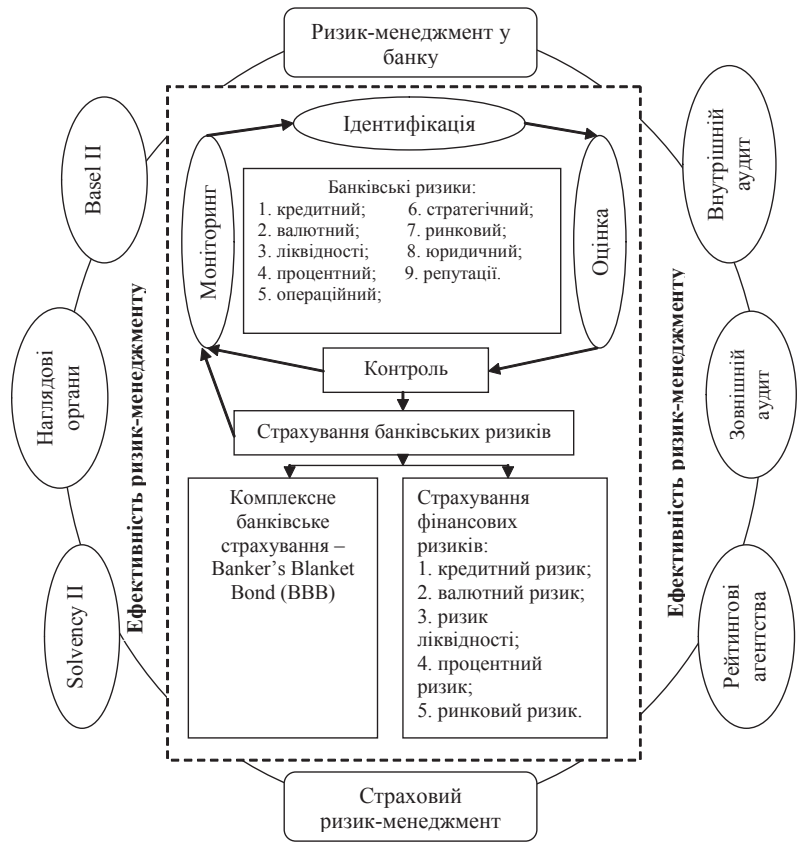 Ризик-менеджмент у
банку
Basel II
Наглядові
органи
Solvency II
Ефективність ризик-менеджменту
Ідентифікація
Моніторинг
Оцінка
Банківські ризики:
1. кредитний; 6. стратегічний;
2. валютний; 7. ринковий;
3. ліквідності; 8. юридичний;
4. процентний; 9. репутації.
5. операційний;
Контроль
Страхування банківських ризиків
Комплексне
банківське
страхування –
Banker’s Blanket
Bond (BBB)
Страхування
фінансових
ризиків:
1. кредитний ризик;
2. валютний ризик;
3. ризик
ліквідності;
4. процентний
ризик;
5. ринковий ризик.
Ефективність ризик-менеджменту
Внутрішній
аудит
Зовнішній
аудит
Рейтингові
агентства
Страховий
ризик-менеджмент